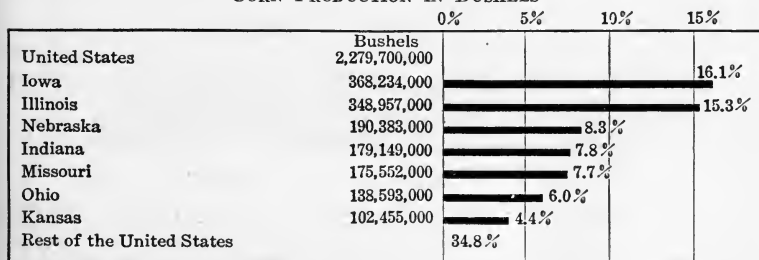 CORN PRODUCTION IN BUSHELS
0% 5% 10% 15%
Bushels
United States 2,279,700,000
Iowa 368,234,000 16.1%
Illinois 348,957,000 15.3%
Nebraska 190,383,000 8.3%
Indiana 179,149,000 7.8%
Missouri 175,552,000 7.7%
Ohio 138,593,000 6.0%
Kansas 102,455,000 4.4%
Rest of the United States 34.8%